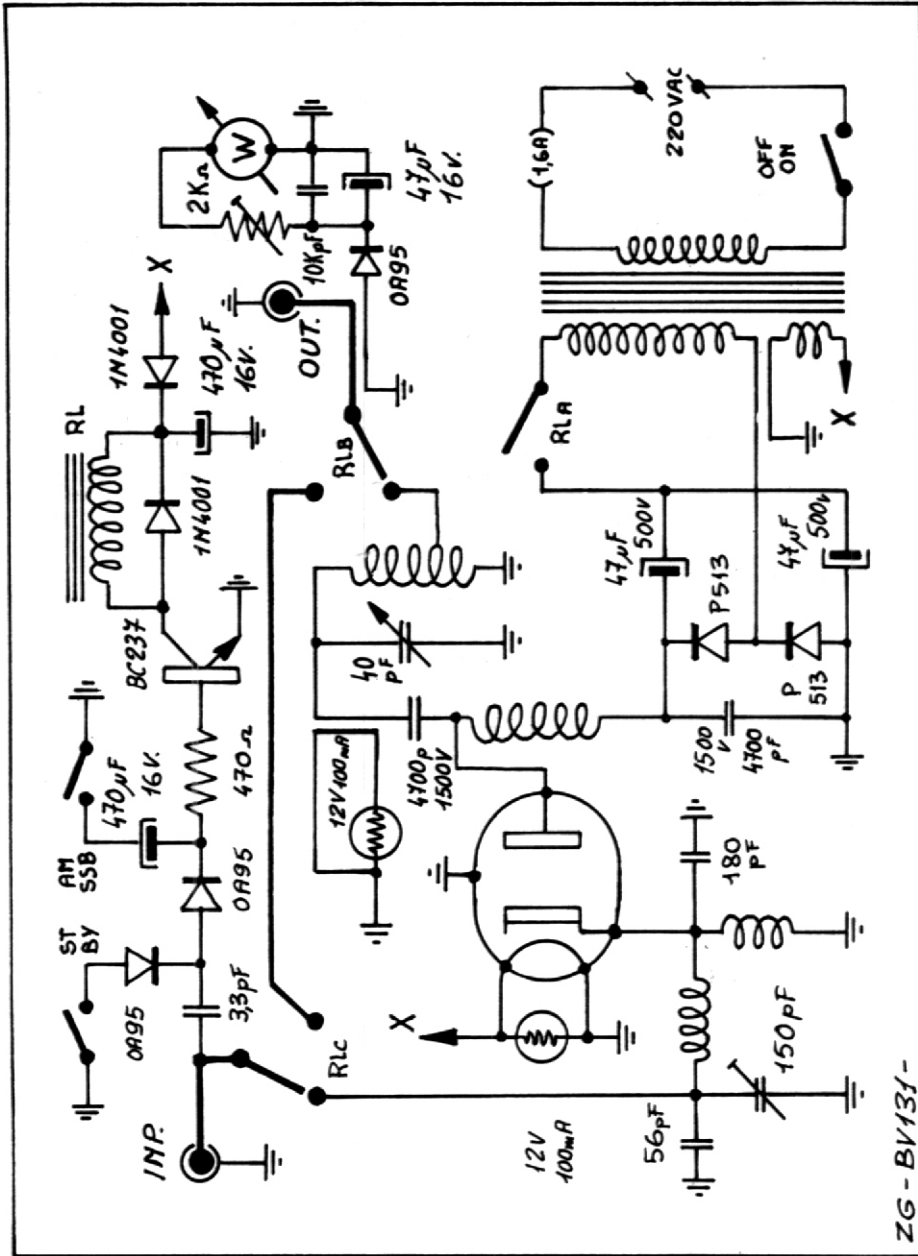 INP.
ST BY
OA95
3,3pF
AM SSB
470µF 16V.
OA95
470Ω
BC237
RL
1N4001
1N4001
470µF 16V.
X
2KΩ
W
10KpF
47µF 16V.
OA95
OUT.
RLC
RLB
12V 100mA
40 pF
4700p 1500V
X
12V 100mA
56pF
150pF
180 pF
1500 V 4700 pF
47µF 500V
P513
P 513
47µF 500V
RLA
X
(1,6A)
220VAC
OFF ON
ZG-BV131-